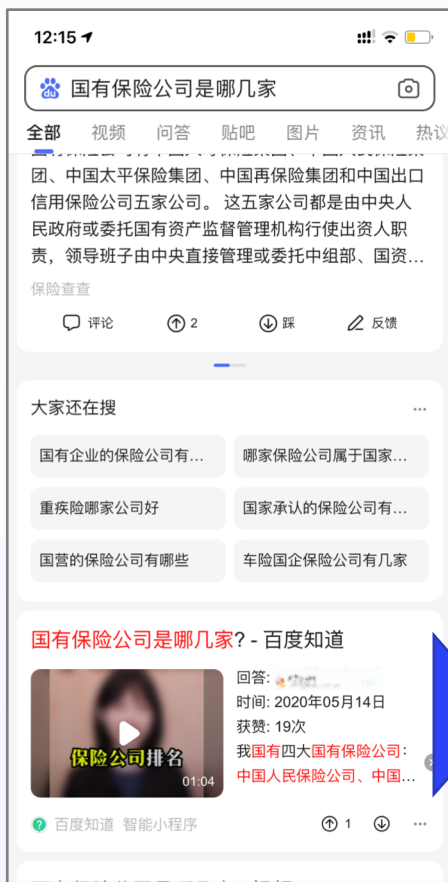 12:15
国有保险公司是哪几家
全部 视频 问答 贴吧 图片 资讯 热议
团、中国太平保险集团、中国再保险集团和中国出口
信用保险公司五家公司。 这五家公司都是由中央人
民政府或委托国有资产监督管理机构行使出资人职
责，领导班子由中央直接管理或委托中组部、国资...
保险查查
评论 2 踩 反馈
大家还在搜
国有企业的保险公司有... 哪家保险公司属于国家...
重疾险哪家公司好 国家承认的保险公司有...
国营的保险公司有哪些 车险国企保险公司有几家
国有保险公司是哪几家? - 百度知道
回答:
时间: 2020年05月14日
获赞: 19次
我国有四大国有保险公司:
中国人民保险公司、中国...
保险公司排名
01:04
百度知道 智能小程序 1